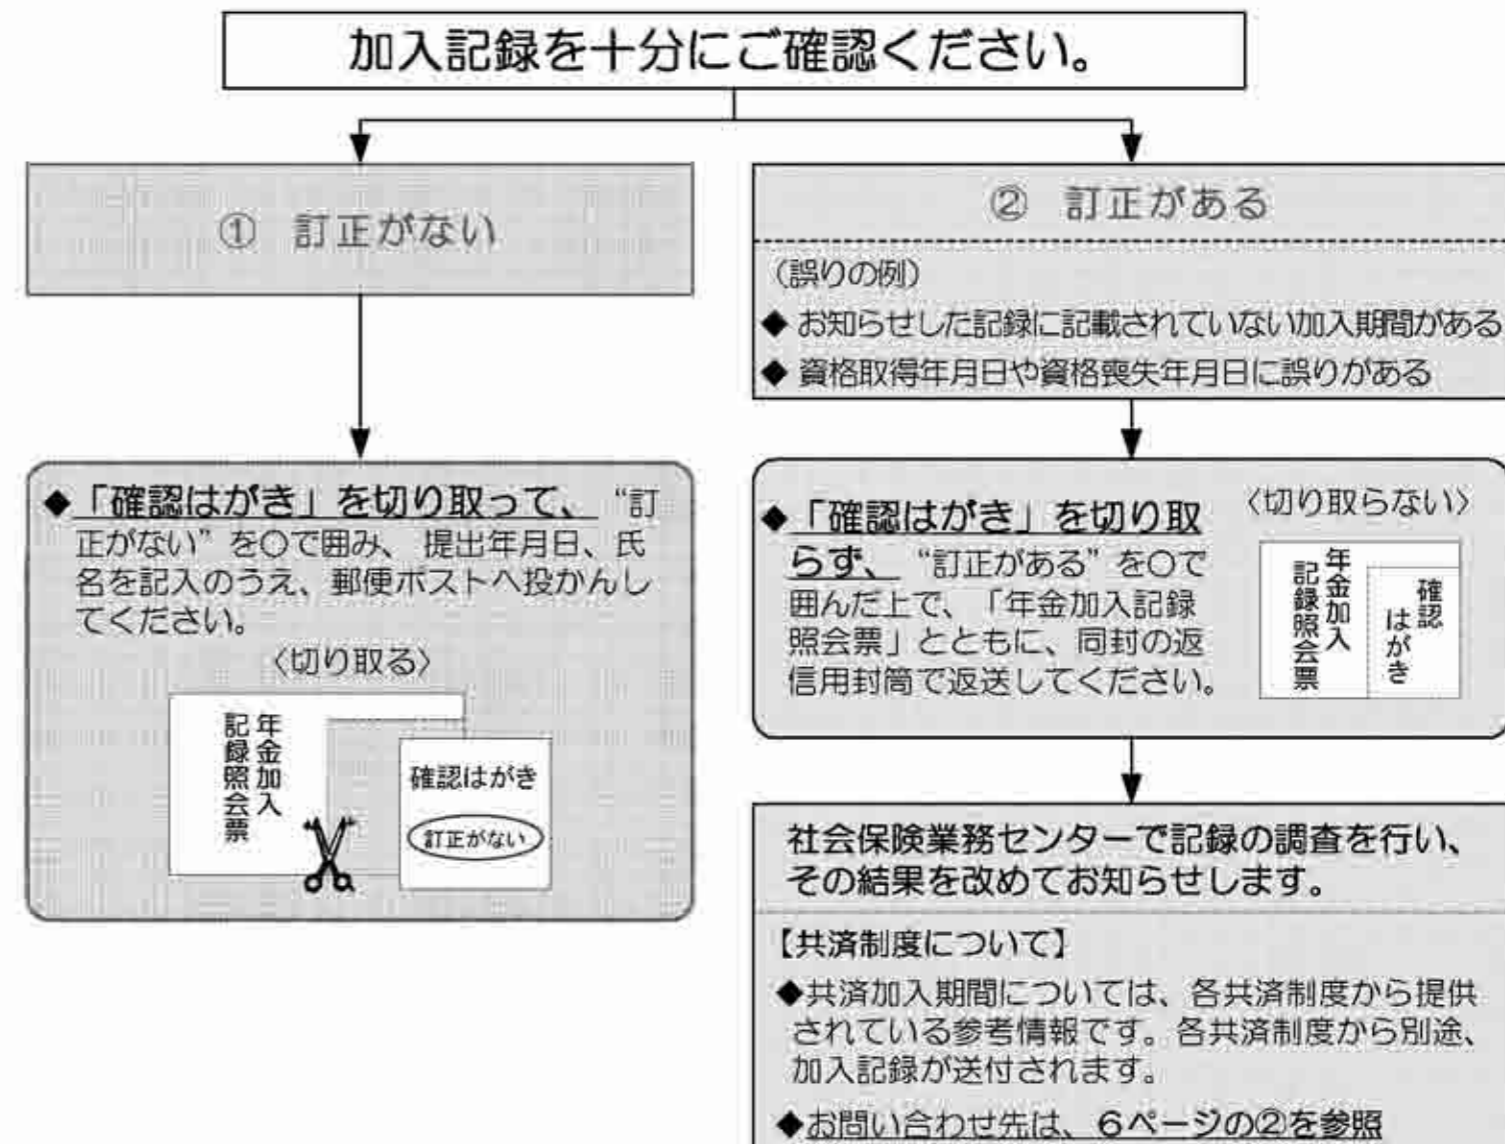 加入記録を十分にご確認ください。
① 訂正がない
◆「確認はがき」を切り取って、“訂
正がない”を○で囲み、提出年月日、氏
名を記入のうえ、郵便ポストへ投かんし
てください。
〈切り取る〉
年金加入
記録照会票
確認はがき
訂正がない
② 訂正がある
（誤りの例）
◆ お知らせした記録に記載されていない加入期間がある
◆ 資格取得年月日や資格喪失年月日に誤りがある
◆「確認はがき」を切り取
らず、“訂正がある”を○で
囲んだ上で、「年金加入記録
照会票」とともに、同封の返
信用封筒で返送してください。
〈切り取らない〉
年金加入
記録照会票
確認
はがき
社会保険業務センターで記録の調査を行い、
その結果を改めてお知らせします。
【共済制度について】
◆共済加入期間については、各共済制度から提供
されている参考情報です。各共済制度から別途、
加入記録が送付されます。
◆お問い合わせ先は、6ページの②を参照